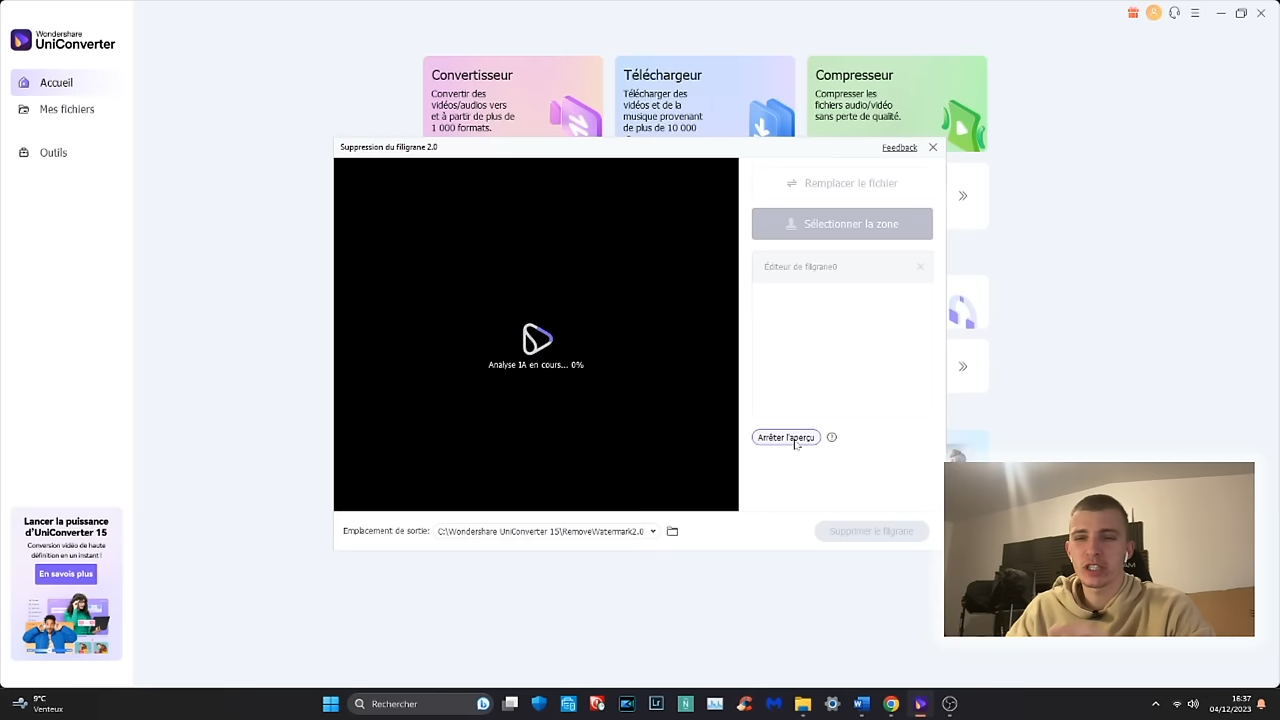 Wondershare
UniConverter
Accueil
Mes fichiers
Outils
Lancer la puissance
d'UniConverter 15
Conversion vidéo de haute
définition en un instant !
En savoir plus
Convertisseur
Convertir des
vidéos/audios vers
et à partir de plus de
1 000 formats.
Téléchargeur
Télécharger des
vidéos et de la
musique provenant
de plus de 10 000
Compresseur
Compresser les
fichiers audio/vidéo
sans perte de qualité.
Suppression du filigrane 2.0
Feedback
Remplacer le fichier
Sélectionner la zone
Éditeur de filigrane0
Analyse IA en cours... 0%
Arrêter l'aperçu
Emplacement de sortie:
C:\Wondershare UniConverter 15\RemoveWatermark2.0
Supprimer le filigrane
9°C
Venteux
Rechercher
16:37
04/12/2023